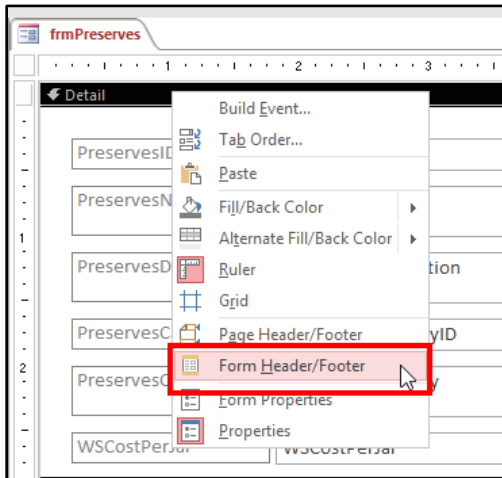 frmPreserves
1 2 3
Detail
Build Event...
PreservesID
Tab Order...
Paste
PreservesN
Fill/Back Color
1
Alternate Fill/Back Color
PreservesD
Ruler
tion
Grid
PreservesC
Page Header/Footer
yID
2
Form Header/Footer
PreservesC
y
Form Properties
Properties
WSCostPerJar
WSCostPerJar